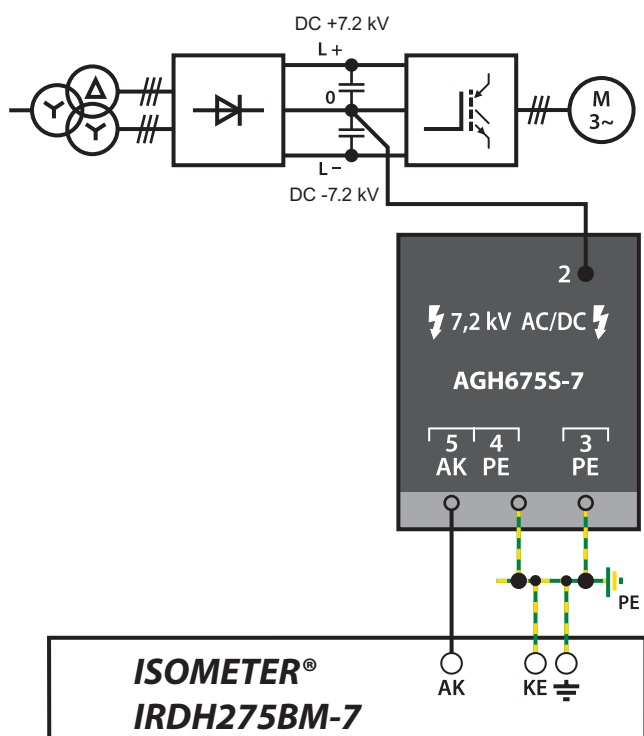 DC +7.2 kV
L +
0
L −
DC -7.2 kV
M
3~
2
7,2 kV AC/DC
AGH675S-7
5 4 3
AK PE PE
PE
ISOMETER®
IRDH275BM-7
AK KE